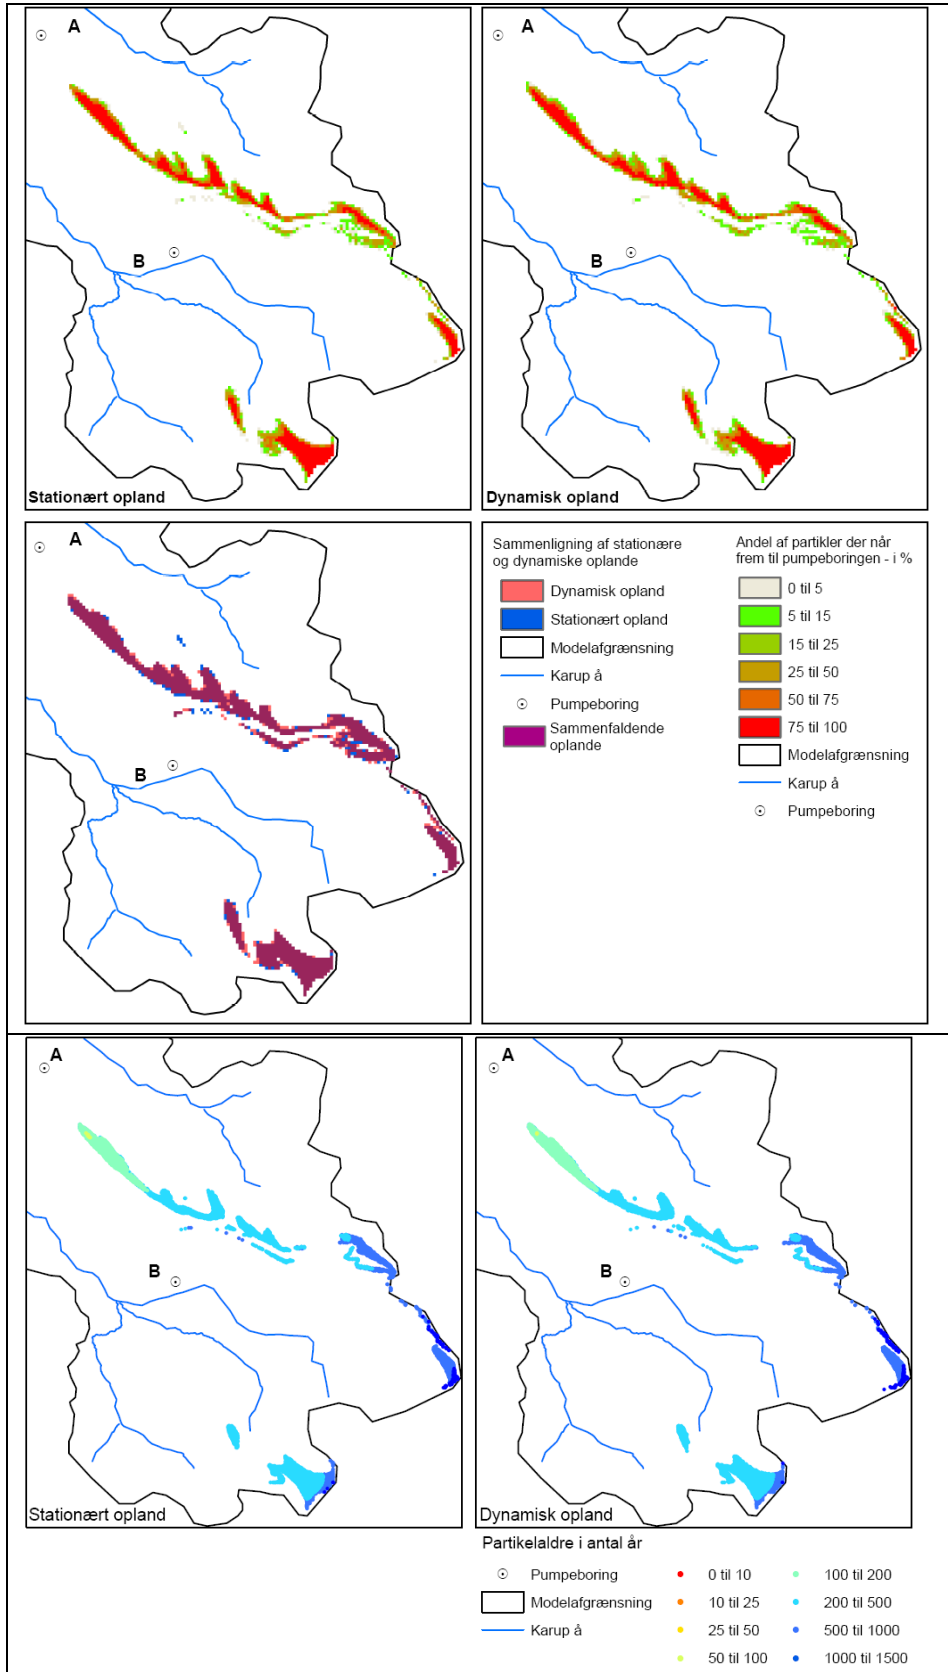 A
B
Stationært opland
A
B
Dynamisk opland
A
B
Sammenligning af stationære
og dynamiske oplande
Dynamisk opland
Stationært opland
Modelafgrænsning
Karup å
Pumpeboring
Sammenfaldende
oplande
Andel af partikler der når
frem til pumpeboringen - i %
0 til 5
5 til 15
15 til 25
25 til 50
50 til 75
75 til 100
Modelafgrænsning
Karup å
Pumpeboring
A
B
Stationært opland
A
B
Dynamisk opland
Partikelaldre i antal år
Pumpeboring
Modelafgrænsning
Karup å
0 til 10
10 til 25
25 til 50
50 til 100
100 til 200
200 til 500
500 til 1000
1000 til 1500